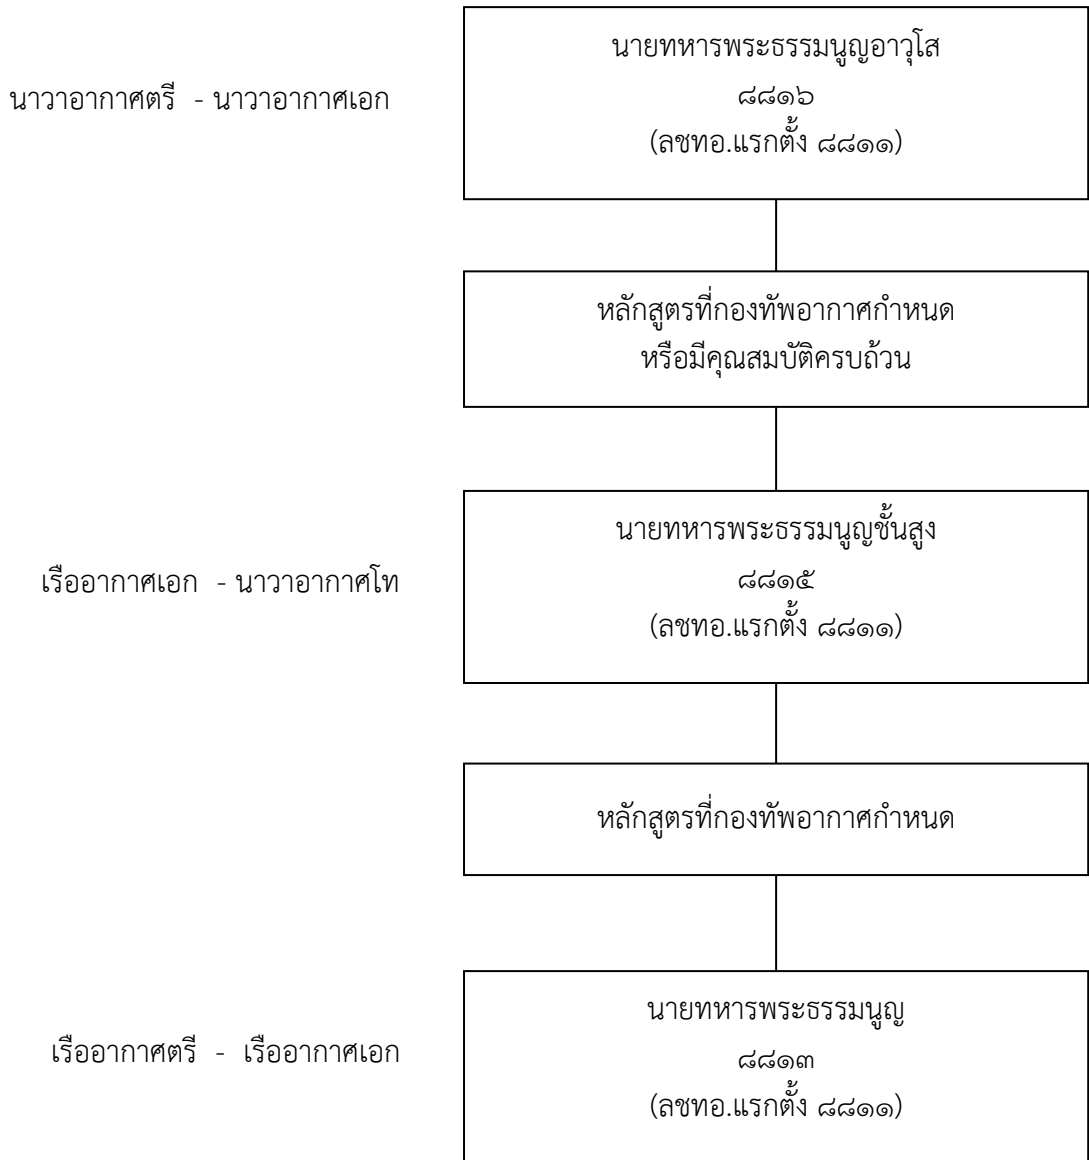 นายทหารพระธรรมนูญอาวุโส
นาวาอากาศตรี - นาวาอากาศเอก
๘๘๑๖
(ลชทอ.แรกตั้ง ๘๘๑๑)
หลักสูตรที่กองทัพอากาศกำหนด
หรือมีคุณสมบัติครบถ้วน
นายทหารพระธรรมนูญชั้นสูง
เรืออากาศเอก - นาวาอากาศโท
๘๘๑๕
(ลชทอ.แรกตั้ง ๘๘๑๑)
หลักสูตรที่กองทัพอากาศกำหนด
นายทหารพระธรรมนูญ
เรืออากาศตรี - เรืออากาศเอก
๘๘๑๓
(ลชทอ.แรกตั้ง ๘๘๑๑)